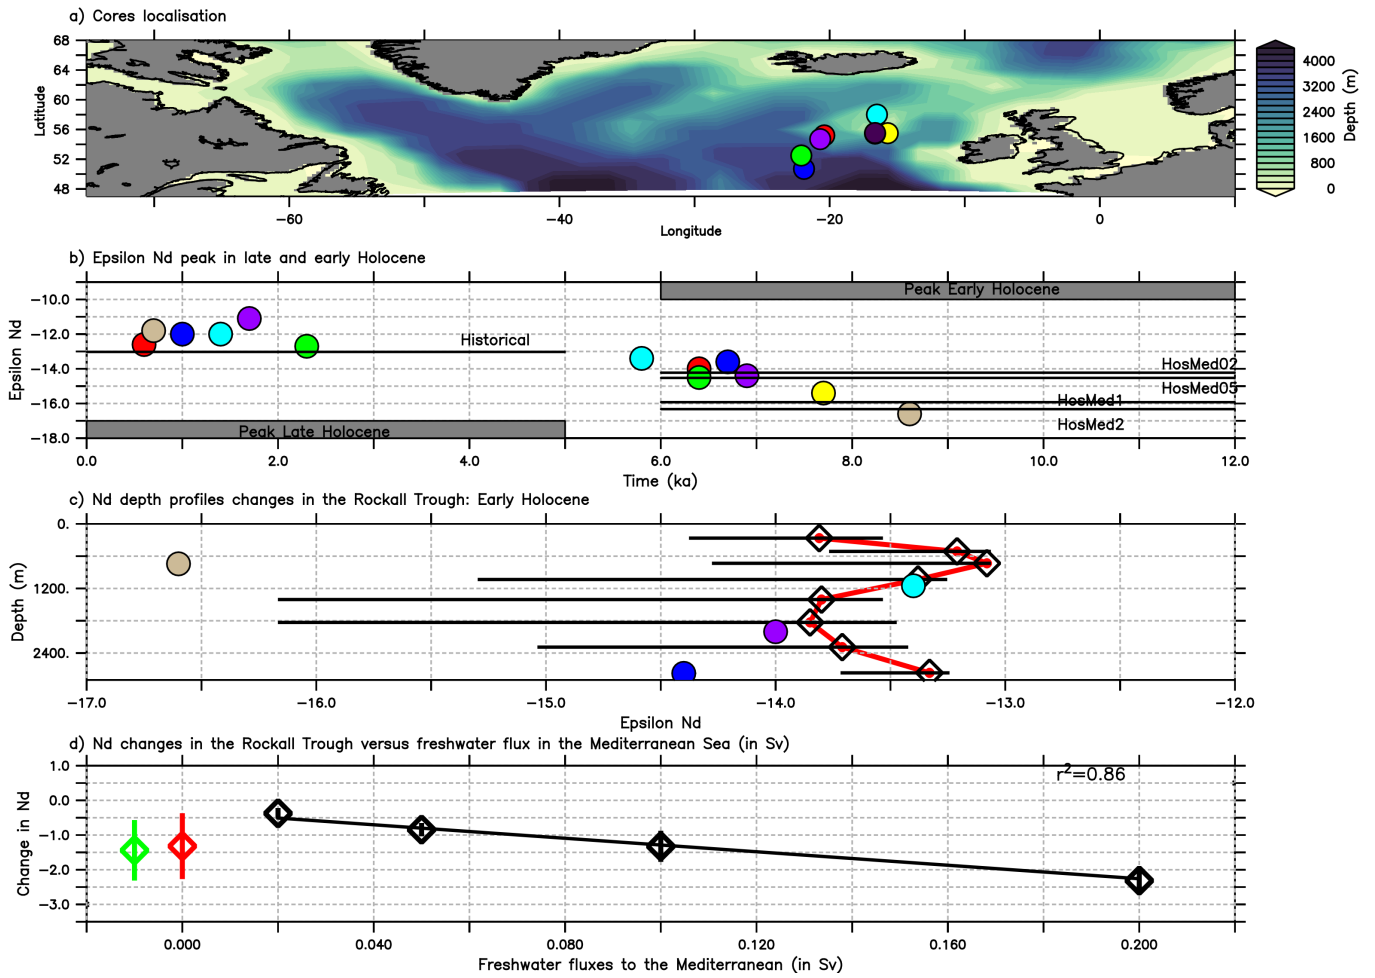 a) Cores localisation
68
64
60
56
52
48
Latitude
−60
−40
−20
0
Longitude
4000
3200
2400
1600
800
0
Depth (m)
b) Epsilon Nd peak in late and early Holocene
−10.0
−12.0
−14.0
−16.0
−18.0
Epsilon Nd
Peak Early Holocene
Historical
HosMed02
HosMed05
HosMed1
HosMed2
Peak Late Holocene
0.0
2.0
4.0
6.0
8.0
10.0
12.0
Time (ka)
c) Nd depth profiles changes in the Rockall Trough: Early Holocene
0.
1200.
2400.
Depth (m)
−17.0
−16.0
−15.0
−14.0
−13.0
−12.0
Epsilon Nd
d) Nd changes in the Rockall Trough versus freshwater flux in the Mediterranean Sea (in Sv)
1.0
0.0
−1.0
−2.0
−3.0
Change in Nd
r²=0.86
0.000
0.040
0.080
0.120
0.160
0.200
Freshwater fluxes to the Mediterranean (in Sv)